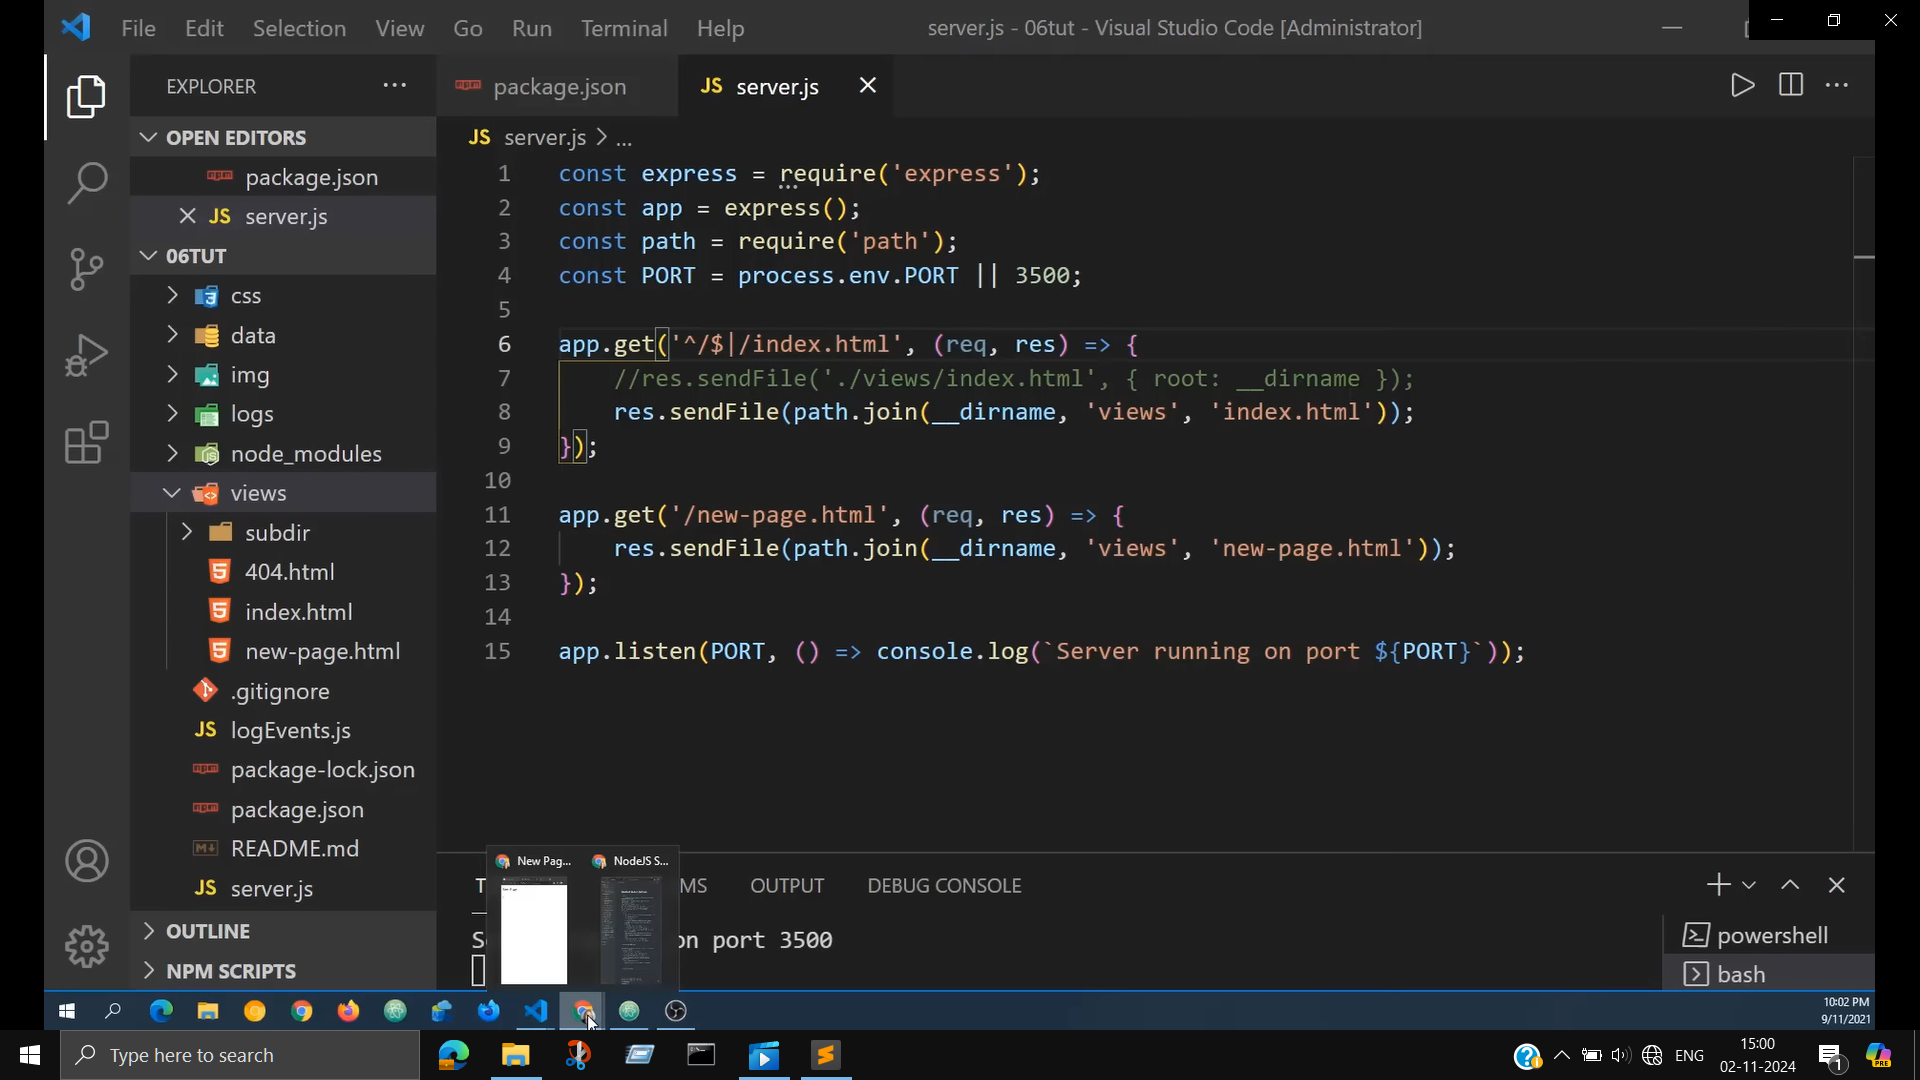 File Edit Selection View Go Run Terminal Help
server.js - 06tut - Visual Studio Code [Administrator]
EXPLORER
package.json
JS server.js
OPEN EDITORS
package.json
JS server.js
06TUT
css
data
img
logs
node_modules
views
subdir
404.html
index.html
new-page.html
.gitignore
JS logEvents.js
package-lock.json
package.json
README.md
JS server.js
OUTLINE
NPM SCRIPTS
JS server.js > ...
1 const express = require('express');
2 const app = express();
3 const path = require('path');
4 const PORT = process.env.PORT || 3500;
5
6 app.get('^/$|/index.html', (req, res) => {
7 //res.sendFile('./views/index.html', { root: __dirname });
8 res.sendFile(path.join(__dirname, 'views', 'index.html'));
9 });
10
11 app.get('/new-page.html', (req, res) => {
12 res.sendFile(path.join(__dirname, 'views', 'new-page.html'));
13 });
14
15 app.listen(PORT, () => console.log(`Server running on port ${PORT}`));
New Pag... NodeJS S...
OUTPUT DEBUG CONSOLE
on port 3500
powershell
bash
10:02 PM
9/11/2021
Type here to search
ENG
15:00
02-11-2024
1
PRE